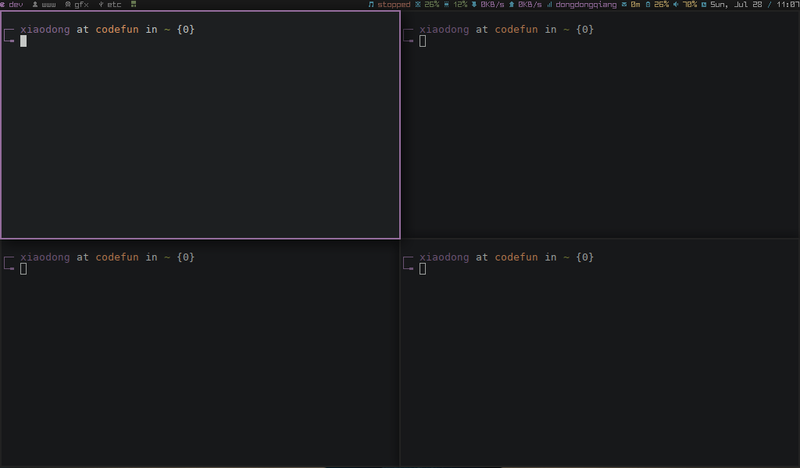 dev www gfx etc stopped 26% 12% 0KB/s 0KB/s dongdongqiang 0m 26% 70% Sun, Jul 28 / 11:07
xiaodong at codefun in ~ {0}
xiaodong at codefun in ~ {0}
xiaodong at codefun in ~ {0}
xiaodong at codefun in ~ {0}